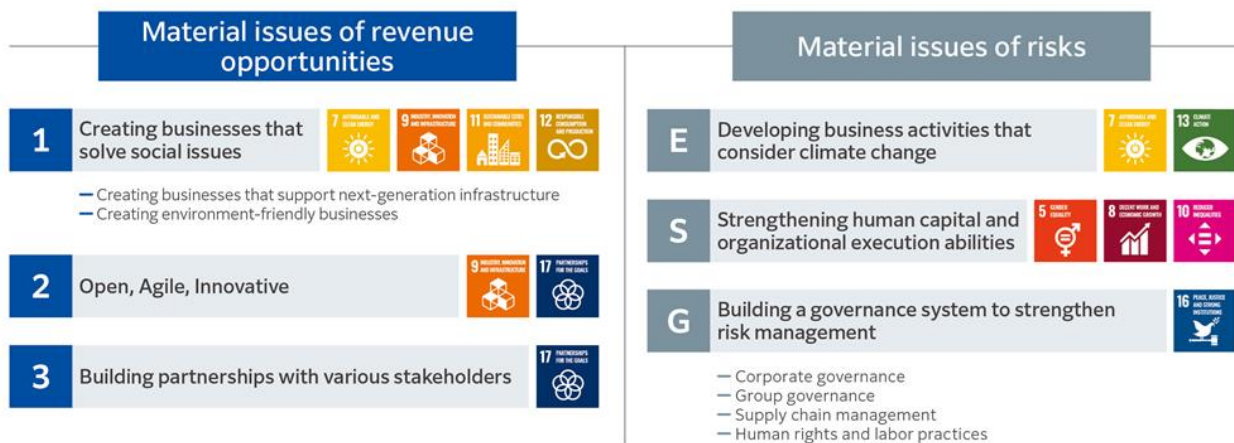 Material issues of revenue
opportunities
1
Creating businesses that
solve social issues
7 AFFORDABLE AND
CLEAN ENERGY
9 INDUSTRY, INNOVATION
AND INFRASTRUCTURE
11 SUSTAINABLE CITIES
AND COMMUNITIES
12 RESPONSIBLE
CONSUMPTION
AND PRODUCTION
— Creating businesses that support next-generation infrastructure
— Creating environment-friendly businesses
2
Open, Agile, Innovative
9 INDUSTRY, INNOVATION
AND INFRASTRUCTURE
17 PARTNERSHIPS
FOR THE GOALS
3
Building partnerships with various stakeholders
17 PARTNERSHIPS
FOR THE GOALS
Material issues of risks
E
Developing business activities that
consider climate change
7 AFFORDABLE AND
CLEAN ENERGY
13 CLIMATE
ACTION
S
Strengthening human capital and
organizational execution abilities
5 GENDER
EQUALITY
8 DECENT WORK AND
ECONOMIC GROWTH
10 REDUCED
INEQUALITIES
G
Building a governance system to strengthen
risk management
16 PEACE, JUSTICE
AND STRONG
INSTITUTIONS
— Corporate governance
— Group governance
— Supply chain management
— Human rights and labor practices